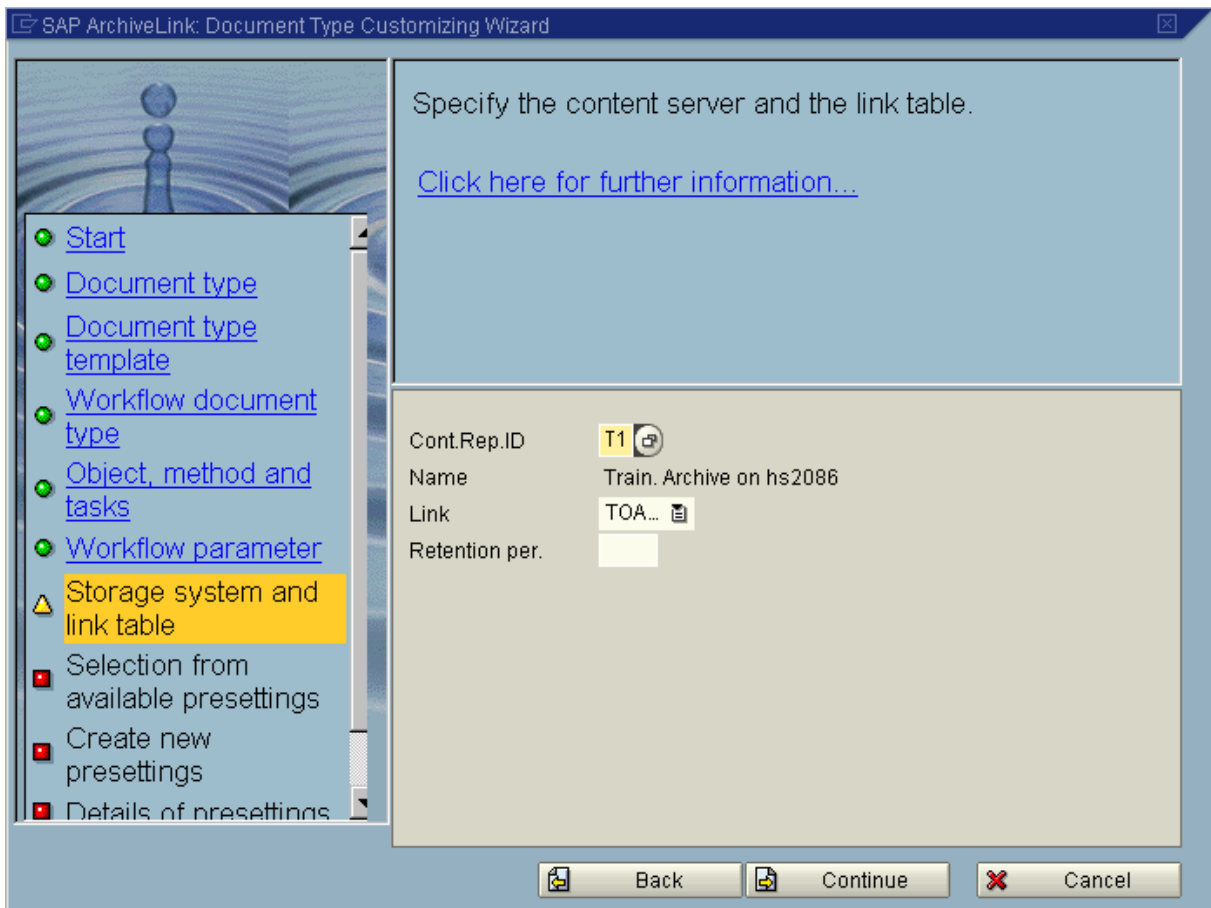 SAP ArchiveLink: Document Type Customizing Wizard
Specify the content server and the link table.
Click here for further information...
Start
Document type
Document type
template
Workflow document
type
Object, method and
tasks
Workflow parameter
Storage system and
link table
Selection from
available presettings
Create new
presettings
Details of presettings
Cont.Rep.ID T1
Name Train. Archive on hs2086
Link TOA...
Retention per.
Back Continue Cancel